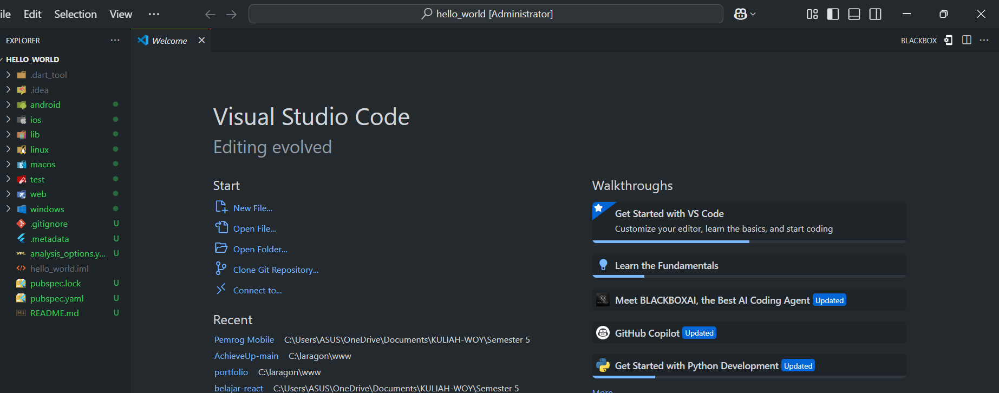 ile Edit Selection View ···
hello_world [Administrator]
EXPLORER ···
HELLO_WORLD
.dart_tool
.idea
android
ios
lib
linux
macos
test
web
windows
.gitignore U
.metadata U
analysis_options.y... U
hello_world.iml
pubspec.lock U
pubspec.yaml U
README.md U
Welcome
BLACKBOX
Visual Studio Code
Editing evolved
Start
New File...
Open File...
Open Folder...
Clone Git Repository...
Connect to...
Recent
Pemrog Mobile C:\Users\ASUS\OneDrive\Documents\KULIAH-WOY\Semester 5
AchieveUp-main C:\laragon\www
portfolio C:\laragon\www
belajar-react C:\Users\ASUS\OneDrive\Documents\KULIAH-WOY\Semester 5
Walkthroughs
Get Started with VS Code
Customize your editor, learn the basics, and start coding
Learn the Fundamentals
Meet BLACKBOXAI, the Best AI Coding Agent Updated
GitHub Copilot Updated
Get Started with Python Development Updated
More...